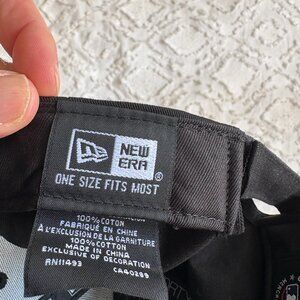 NEW
ERA
®
ONE SIZE FITS MOST
100% COTTON
FABRIQUÉ EN CHINE
À L'EXCLUSION DE LA GARNITURE
100% COTTON
MADE IN CHINA
EXCLUSIVE OF DECORATION
RN11493 CA40299